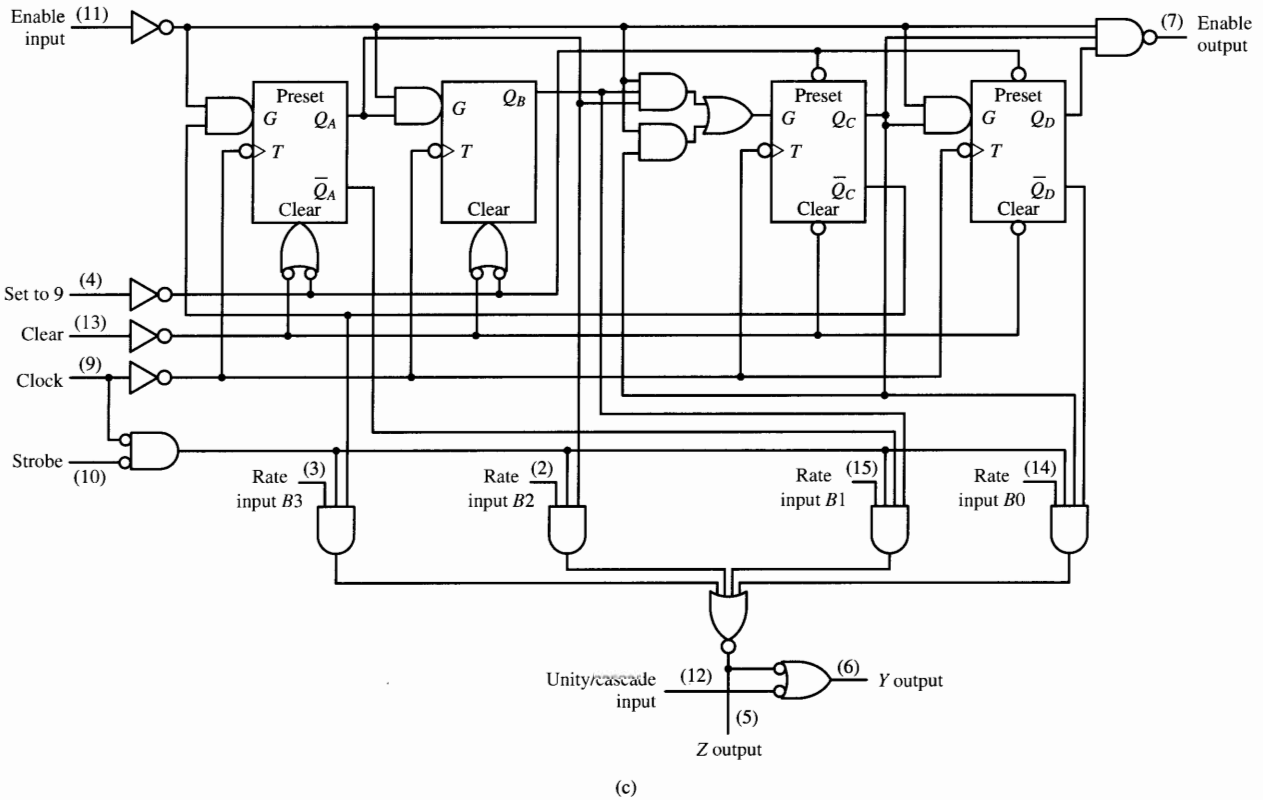 Enable
input
(11)
(7)
Enable
output
Preset
G
Q_A
T
Q̅_A
Clear
G
Q_B
T
Clear
Preset
G
Q_C
T
Q̅_C
Clear
Preset
G
Q_D
T
Q̅_D
Clear
Set to 9
(4)
Clear
(13)
Clock
(9)
Strobe
(10)
Rate
input B3
(3)
Rate
input B2
(2)
Rate
input B1
(15)
Rate
input B0
(14)
Unity/cascade
input
(12)
(6)
Y output
(5)
Z output
(c)